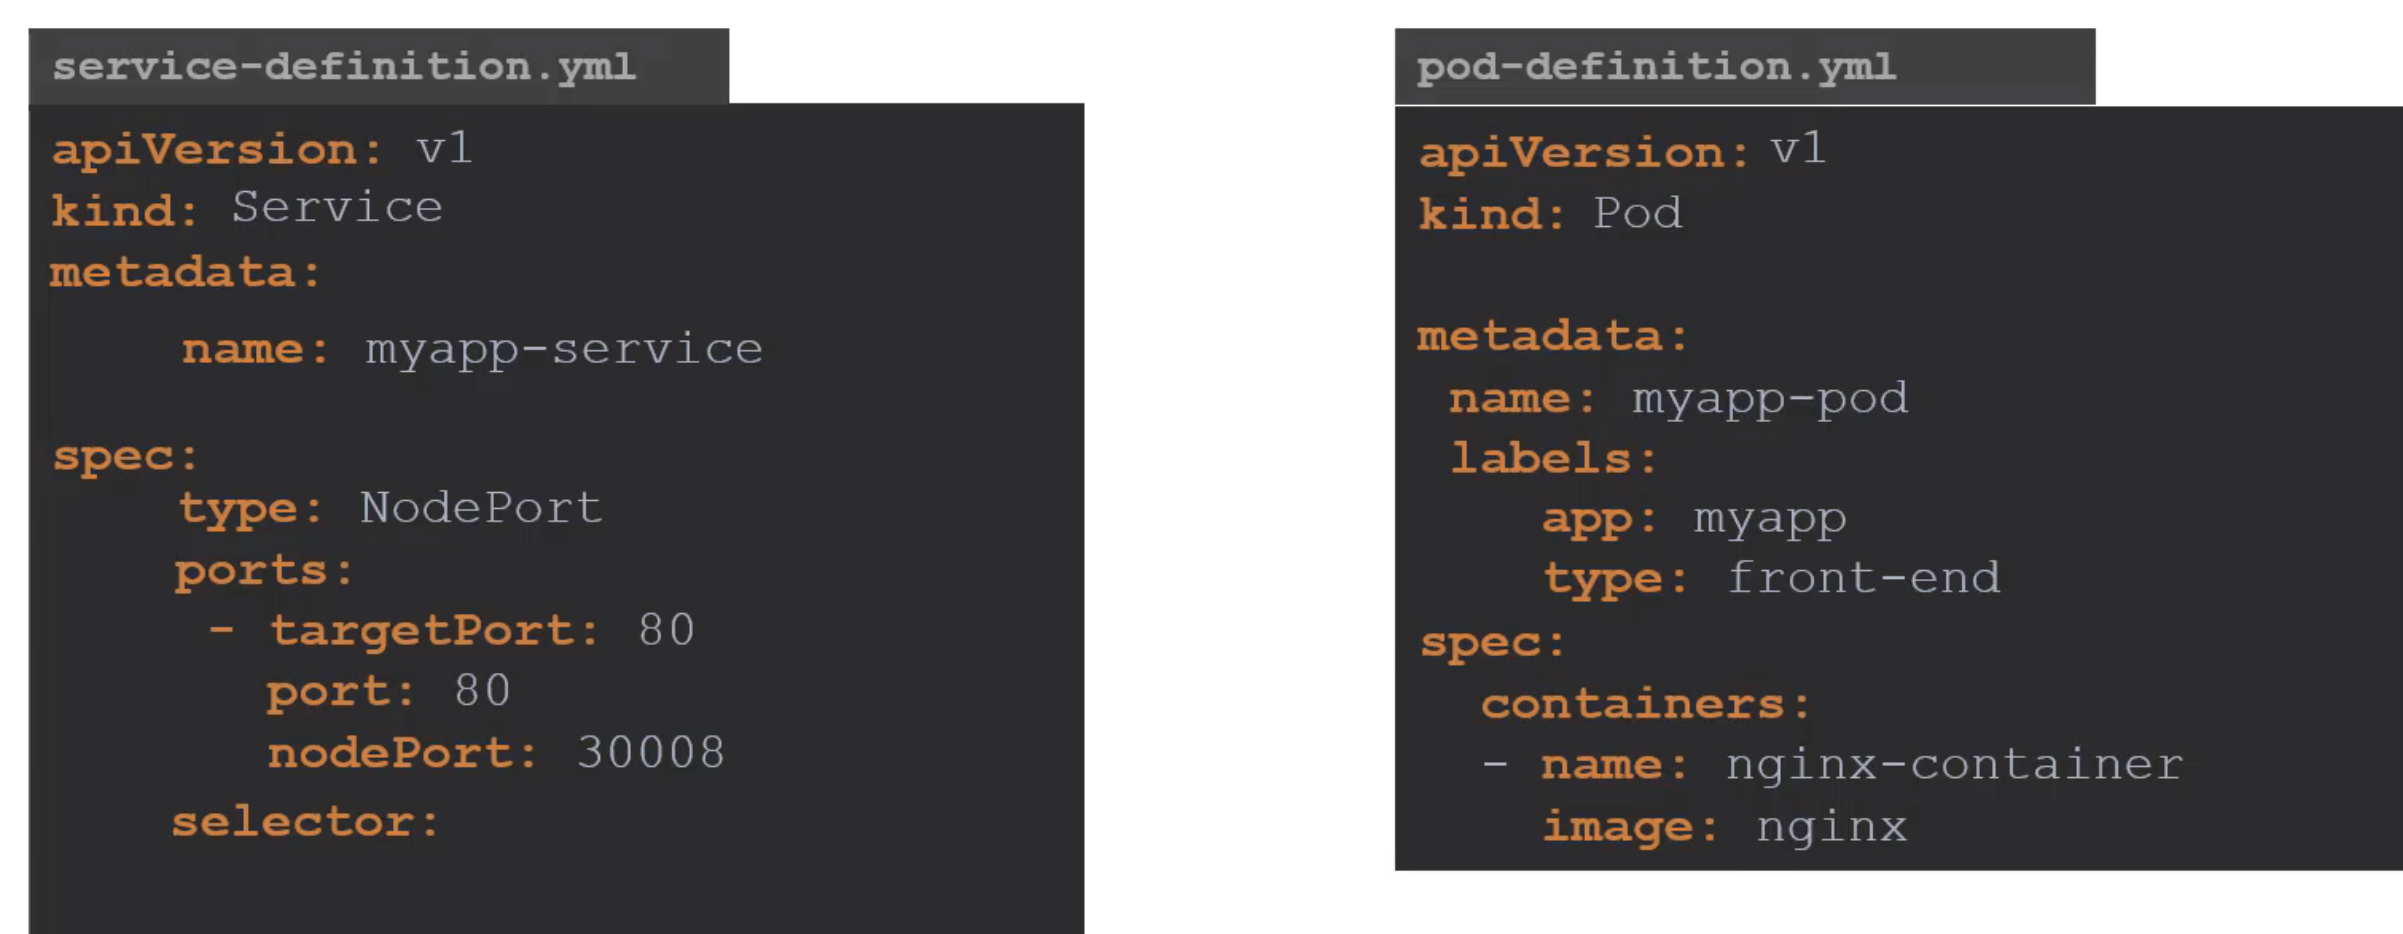 service-definition.yml
apiVersion: v1
kind: Service
metadata:
name: myapp-service
spec:
type: NodePort
ports:
- targetPort: 80
port: 80
nodePort: 30008
selector:
pod-definition.yml
apiVersion: v1
kind: Pod
metadata:
name: myapp-pod
labels:
app: myapp
type: front-end
spec:
containers:
- name: nginx-container
image: nginx